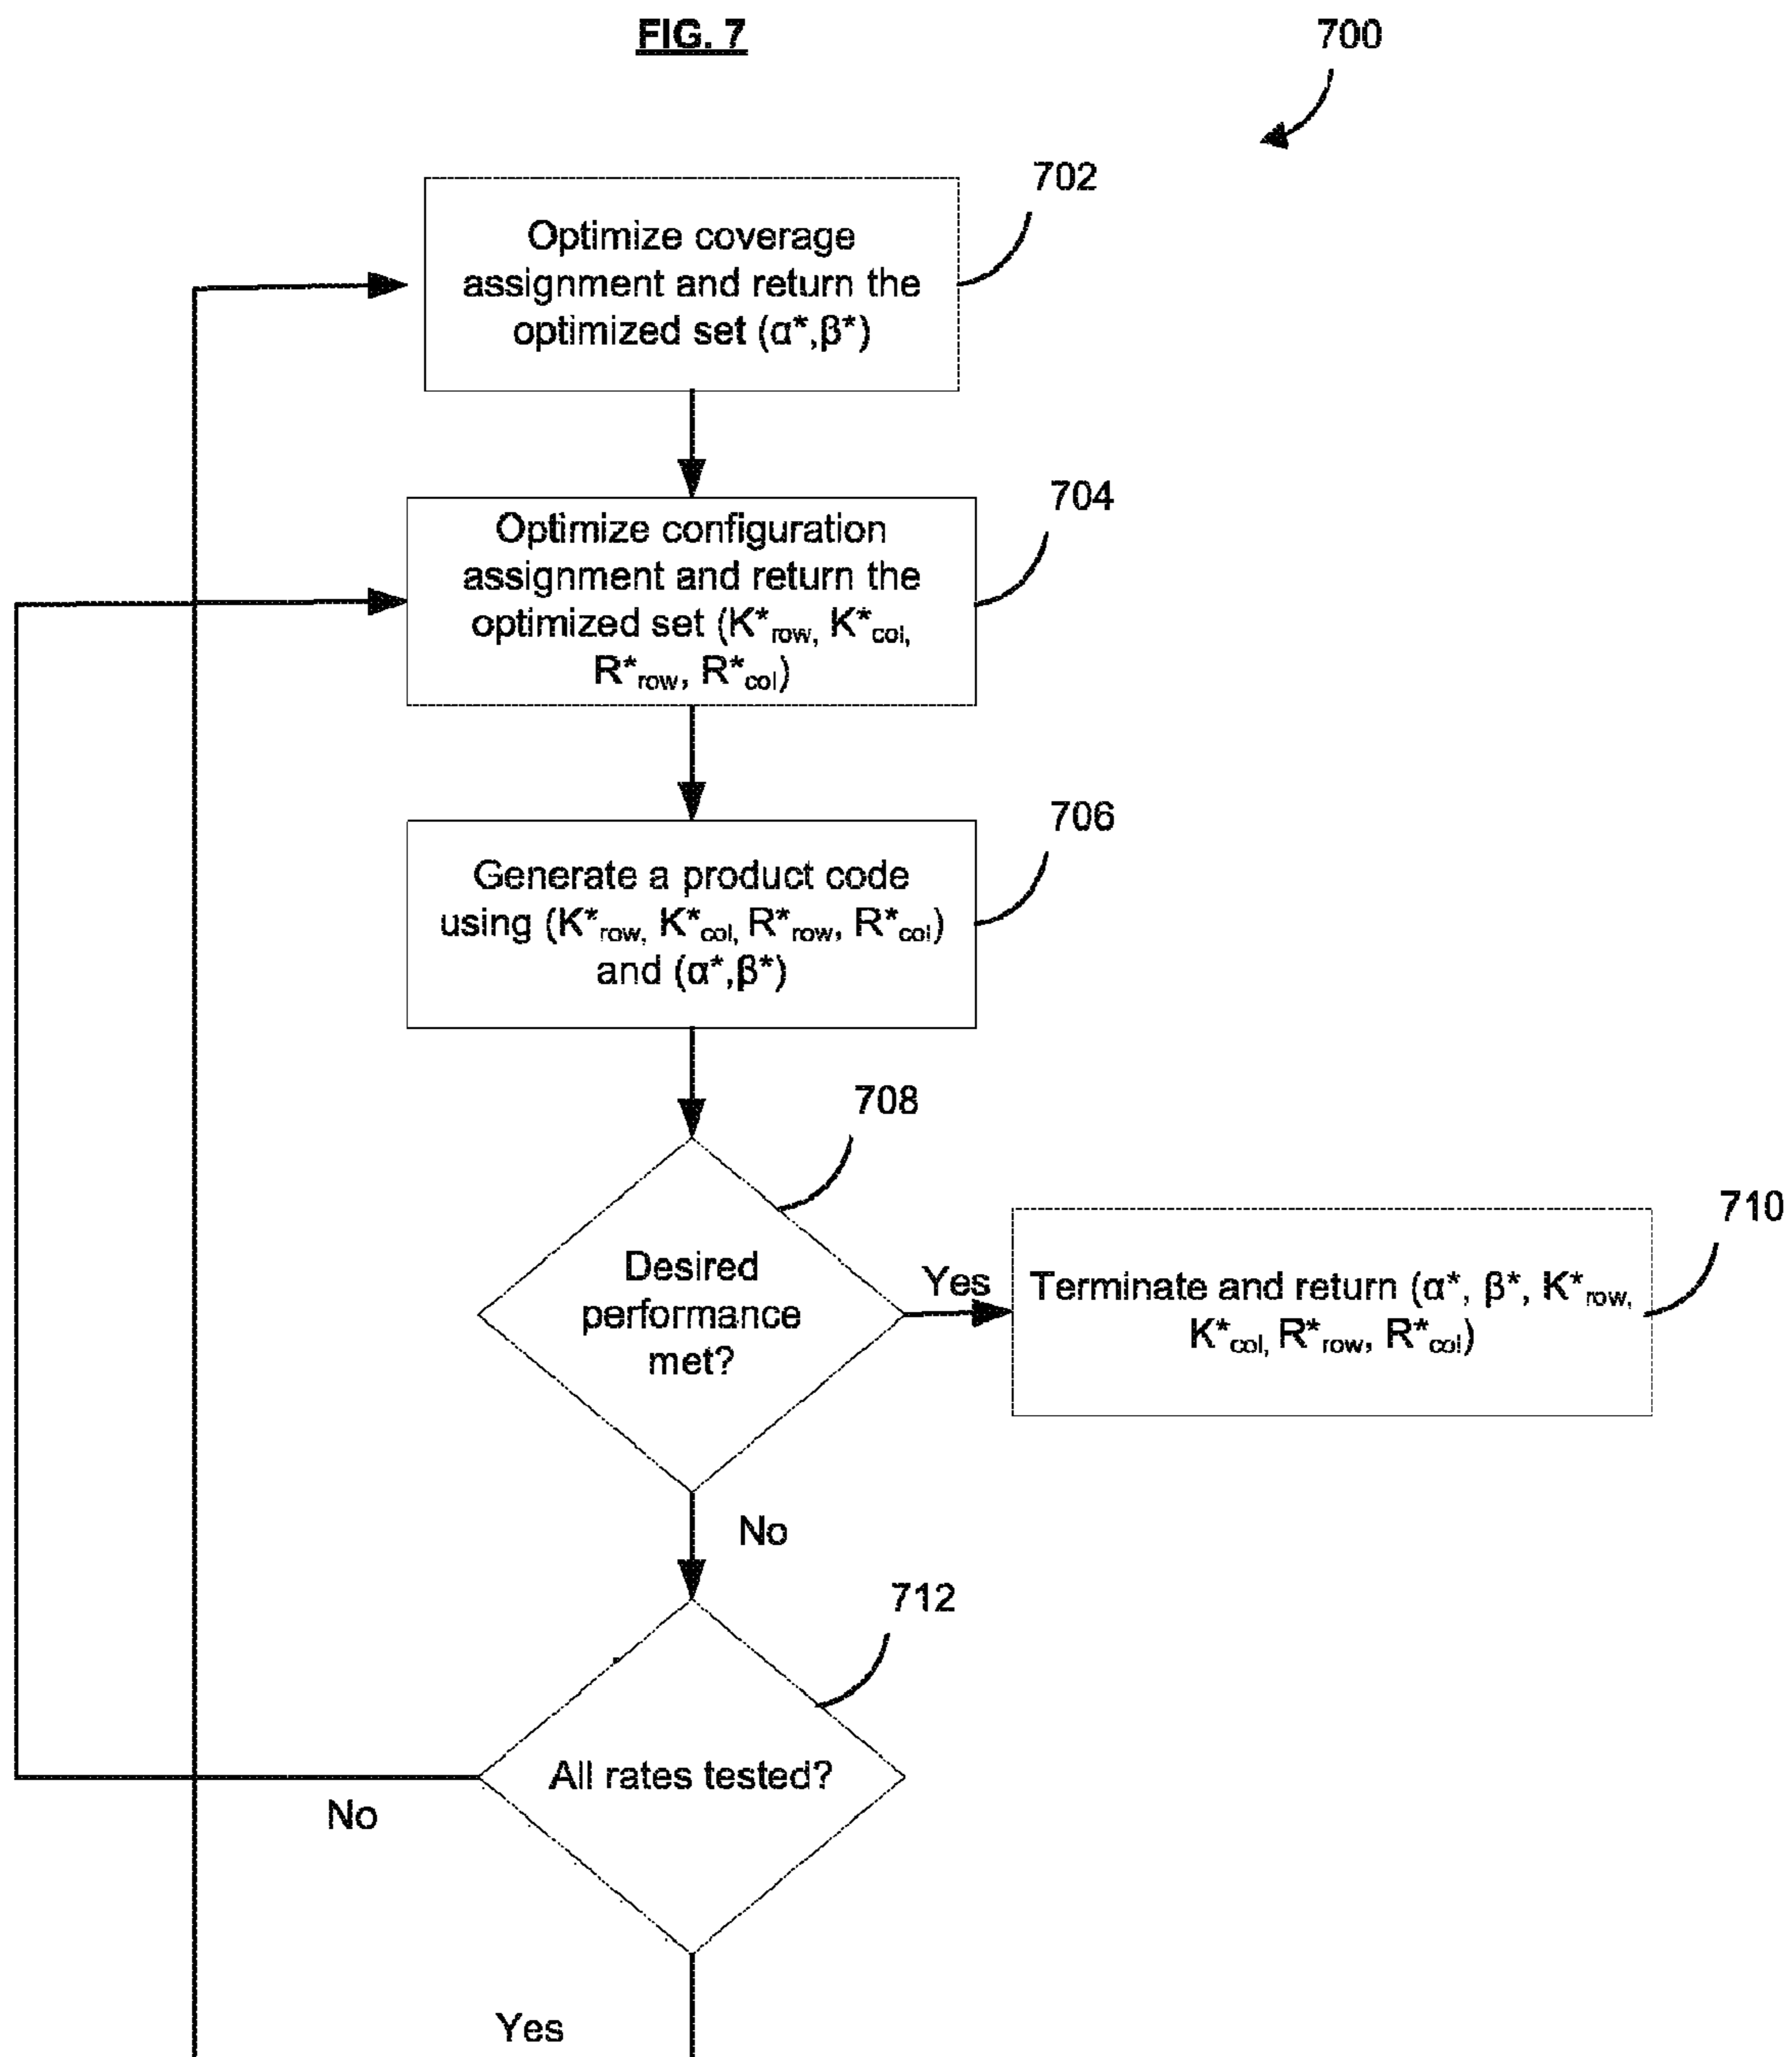 FIG. 7
700
702
Optimize coverage
assignment and return the
optimized set (α*,β*)
704
Optimize configuration
assignment and return the
optimized set (K*row, K*col,
R*row, R*col)
706
Generate a product code
using (K*row, K*col, R*row, R*col)
and (α*,β*)
708
Desired
performance
met?
Yes
710
Terminate and return (α*, β*, K*row,
K*col, R*row, R*col)
No
712
All rates tested?
No
Yes